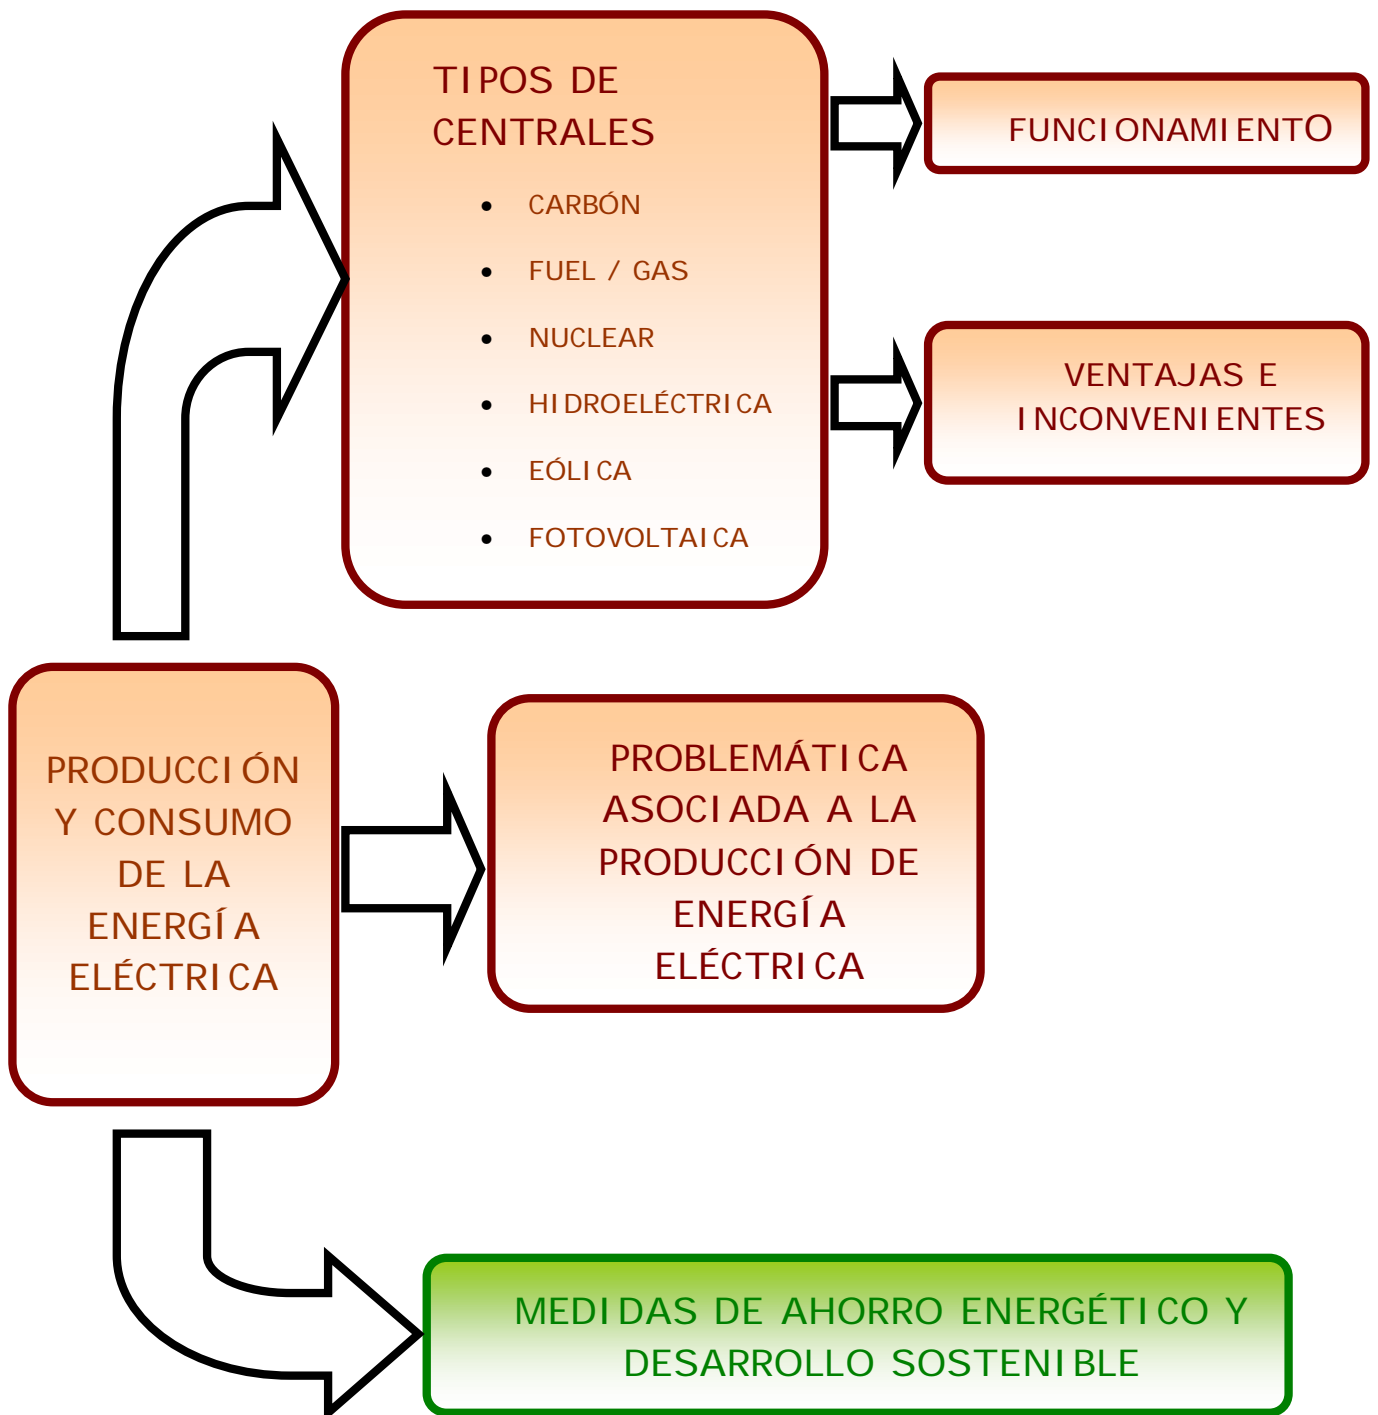 TIPOS DE
CENTRALES
• CARBÓN
• FUEL / GAS
• NUCLEAR
• HIDROELÉCTRICA
• EÓLICA
• FOTOVOLTAICA
FUNCIONAMIENTO
VENTAJAS E
INCONVENIENTES
PRODUCCIÓN
Y CONSUMO
DE LA
ENERGÍA
ELÉCTRICA
PROBLEMÁTICA
ASOCIADA A LA
PRODUCCIÓN DE
ENERGÍA
ELÉCTRICA
MEDIDAS DE AHORRO ENERGÉTICO Y
DESARROLLO SOSTENIBLE